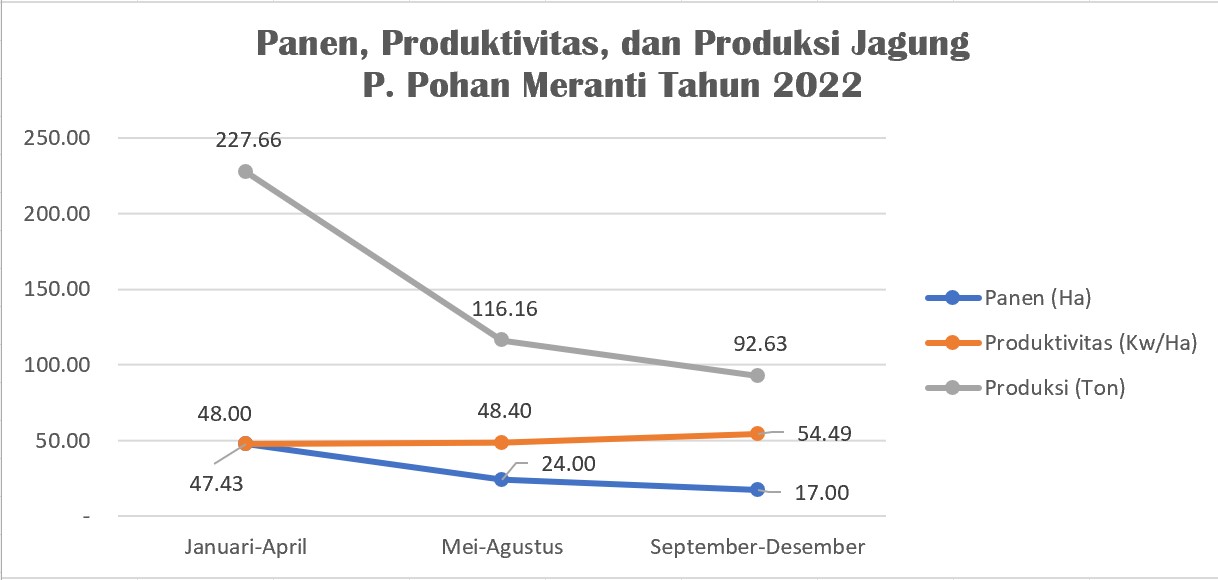 Panen, Produktivitas, dan Produksi Jagung
P. Pohan Meranti Tahun 2022
250.00
227.66
200.00
150.00
116.16
100.00
92.63
50.00
48.00
48.40
54.49
47.43
24.00
17.00
-
Januari-April
Mei-Agustus
September-Desember
Panen (Ha)
Produktivitas (Kw/Ha)
Produksi (Ton)